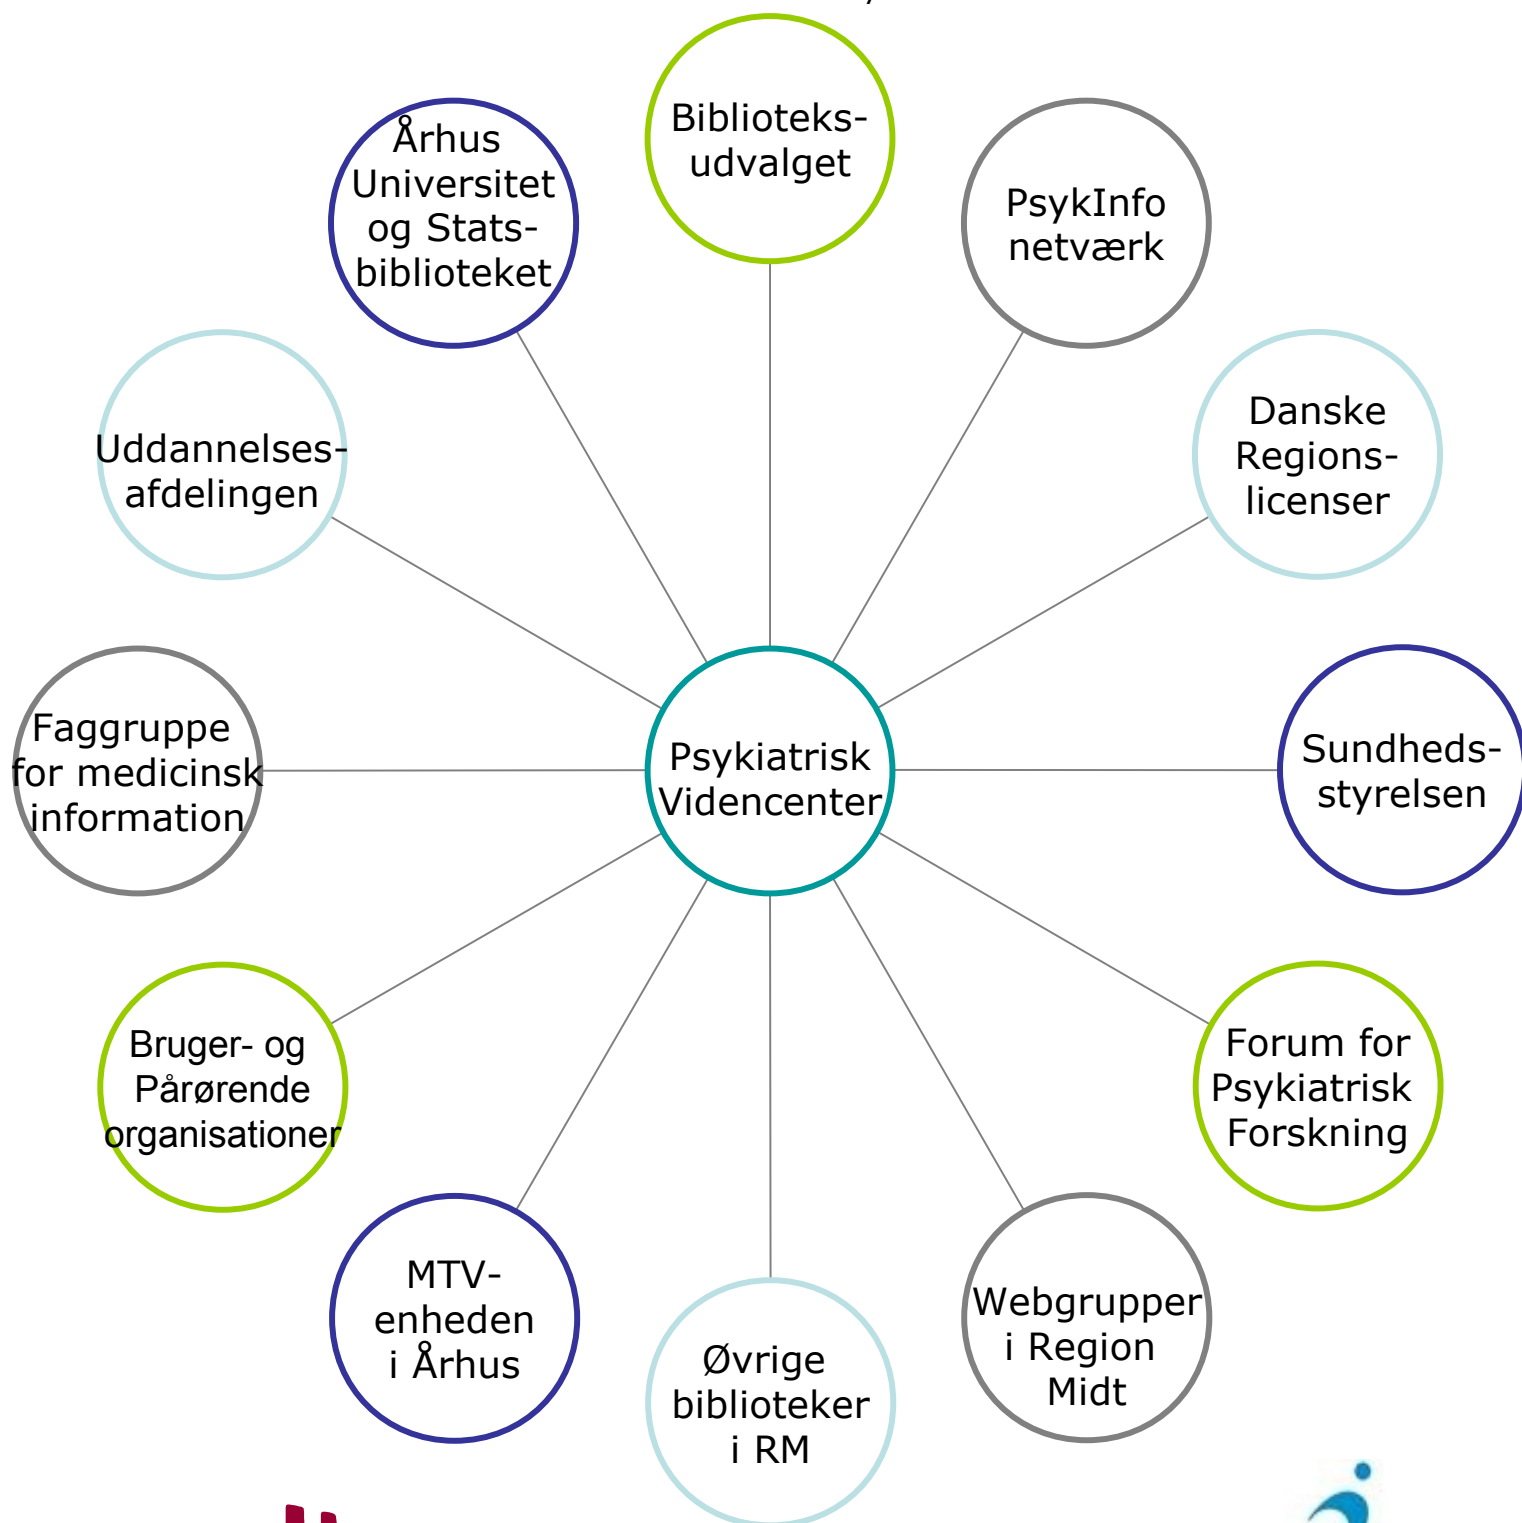 Biblioteks-
udvalget
PsykInfo
netværk
Danske
Regions-
licenser
Sundheds-
styrelsen
Forum for
Psykiatrisk
Forskning
Webgrupper
i Region
Midt
Øvrige
biblioteker
i RM
MTV-
enheden
i Århus
Bruger- og
Pårørende
organisationer
Faggruppe
for medicinsk
information
Uddannelses-
afdelingen
Århus
Universitet
og Stats-
biblioteket
Psykiatrisk
Videncenter